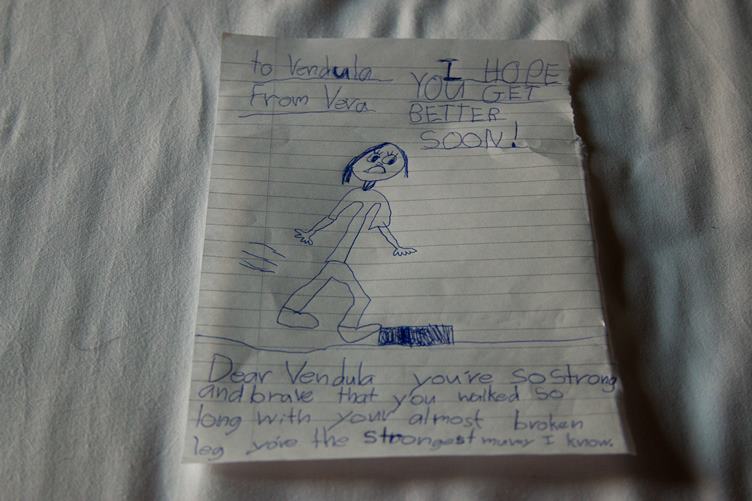 to Vendula
From Vera
I HOPE
YOU GET
BETTER
SOON!
Dear Vendula you're so strong
and brave that you walked so
long with your almost broken
leg you're the strongest I know.